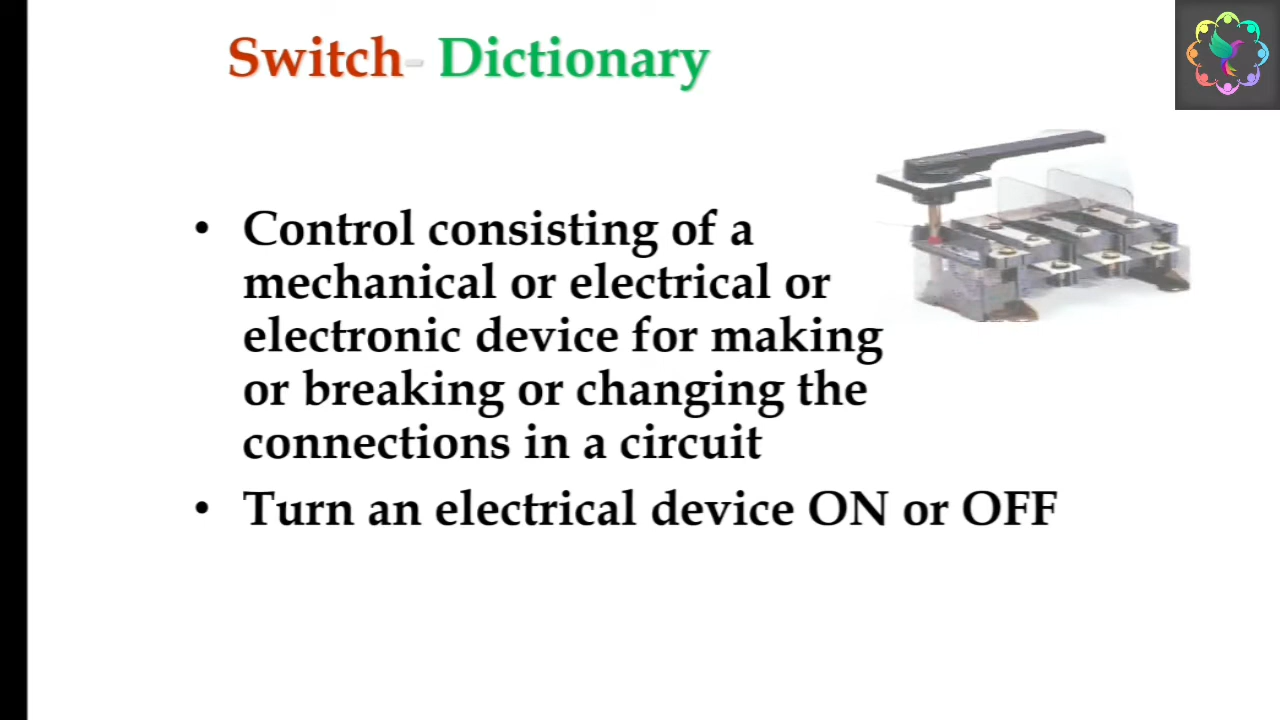 Switch- Dictionary
• Control consisting of a
mechanical or electrical or
electronic device for making
or breaking or changing the
connections in a circuit
• Turn an electrical device ON or OFF